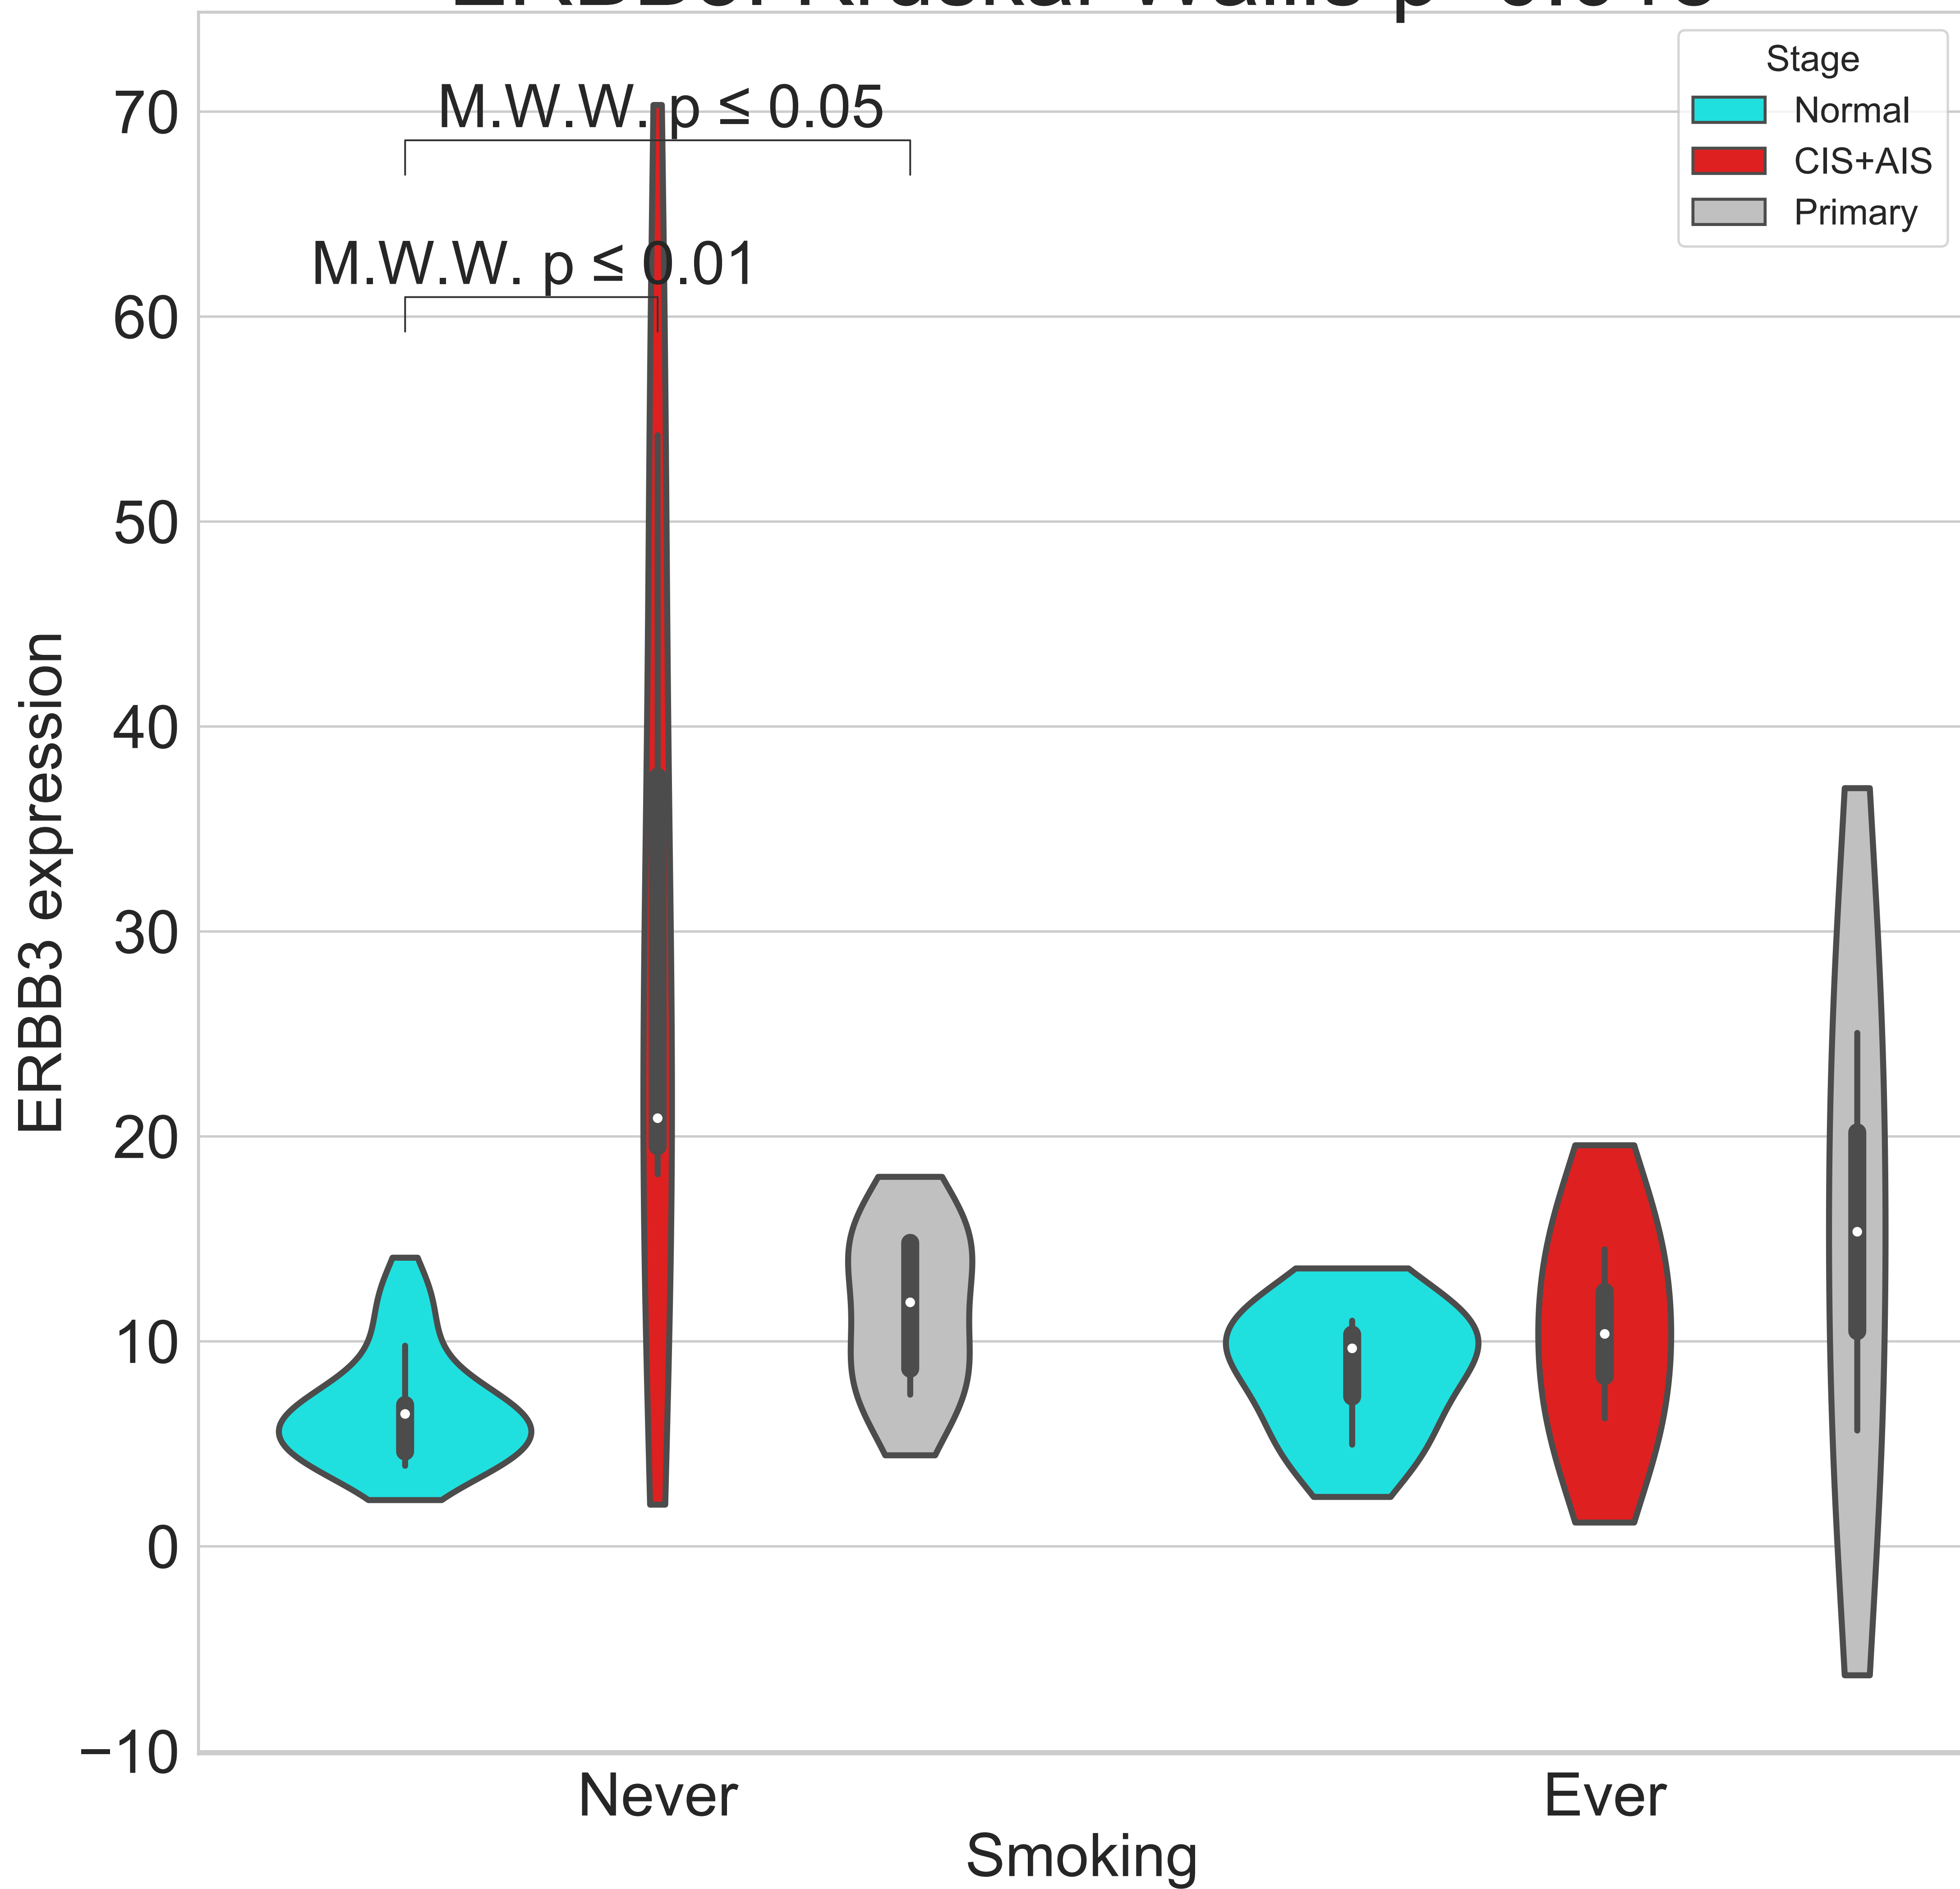 Stage
Normal
CIS+AIS
Primary
M.W.W. p ≤ 0.05
M.W.W. p ≤ 0.01
70
60
50
40
30
20
10
0
−10
ERBB3 expression
Never
Ever
Smoking